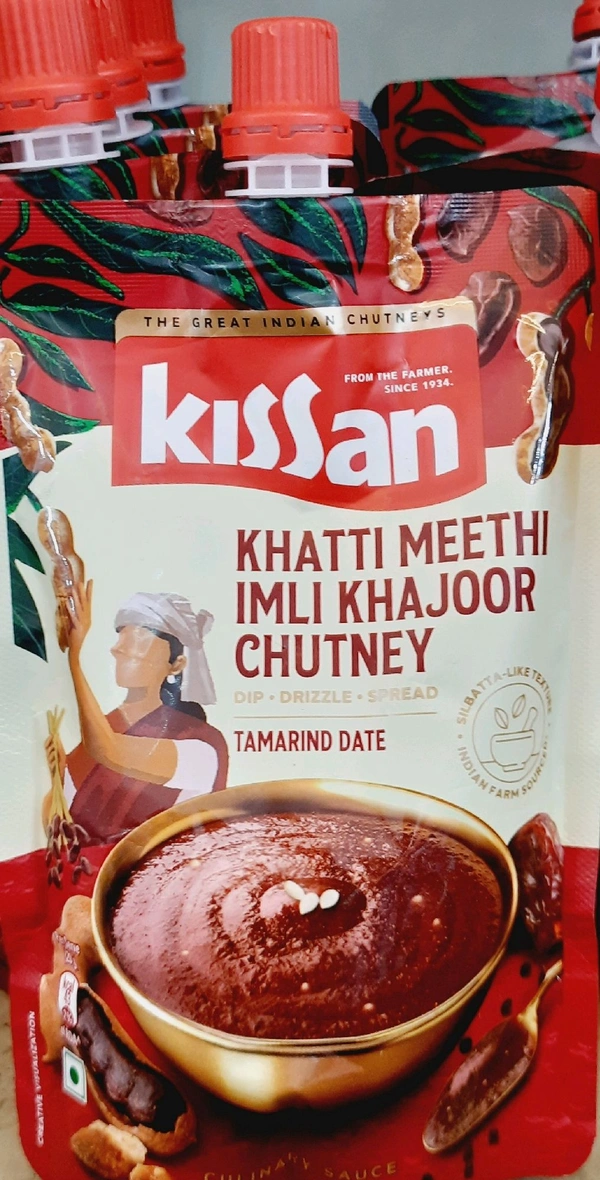 THE GREAT INDIAN CHUTNEYS
FROM THE FARMER.
SINCE 1934.
kissan
KHATTI MEETHI
IMLI KHAJOOR
CHUTNEY
DIP • DRIZZLE • SPREAD
TAMARIND DATE
SILBATTA-LIKE TEXTURE
INDIAN FARM SOURCED
CREATIVE VISUALIZATION
CULINARY SAUCE